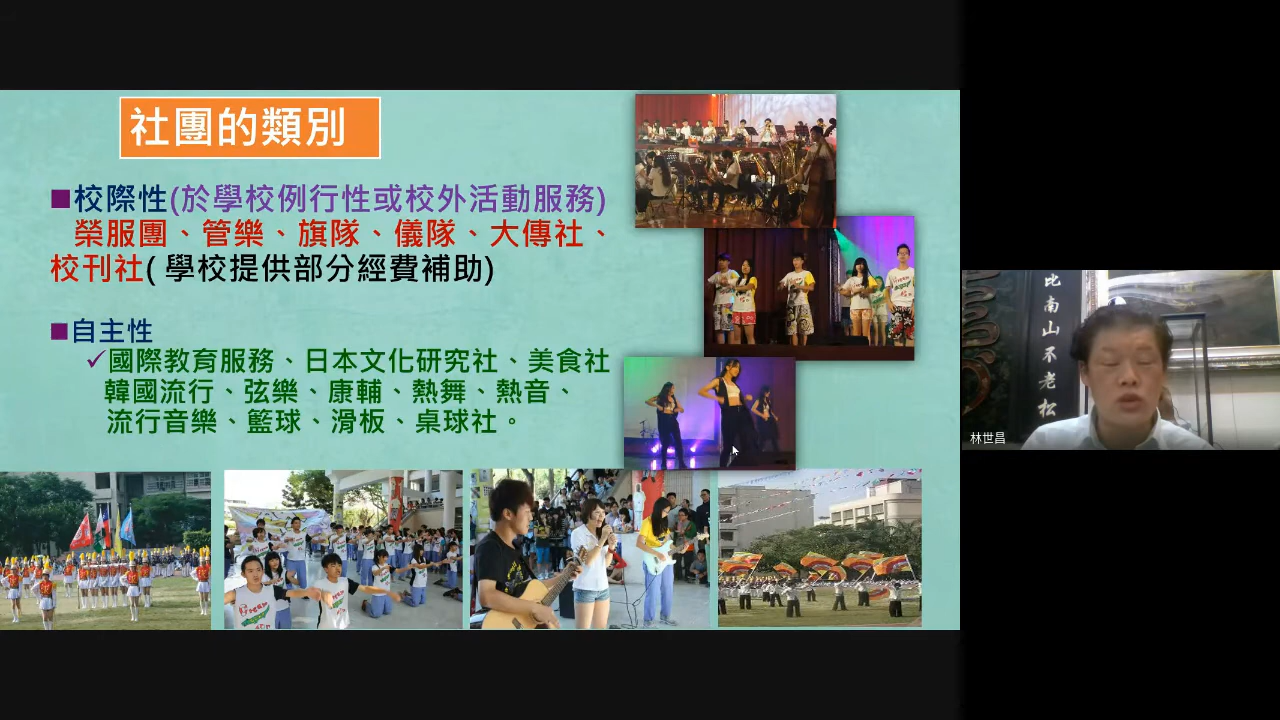 社團的類別
■校際性(於學校例行性或校外活動服務)
榮服團、管樂、旗隊、儀隊、大傳社、
校刊社( 學校提供部分經費補助)
■自主性
✓國際教育服務、日本文化研究社、美食社
韓國流行、弦樂、康輔、熱舞、熱音、
流行音樂、籃球、滑板、桌球社。
比南山不老松
林世昌